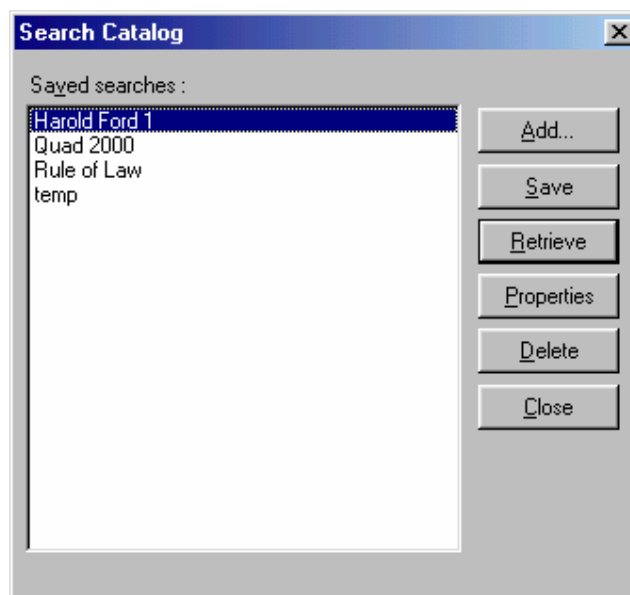 Search Catalog
Saved searches :
Harold Ford 1
Quad 2000
Rule of Law
temp
Add...
Save
Retrieve
Properties
Delete
Close